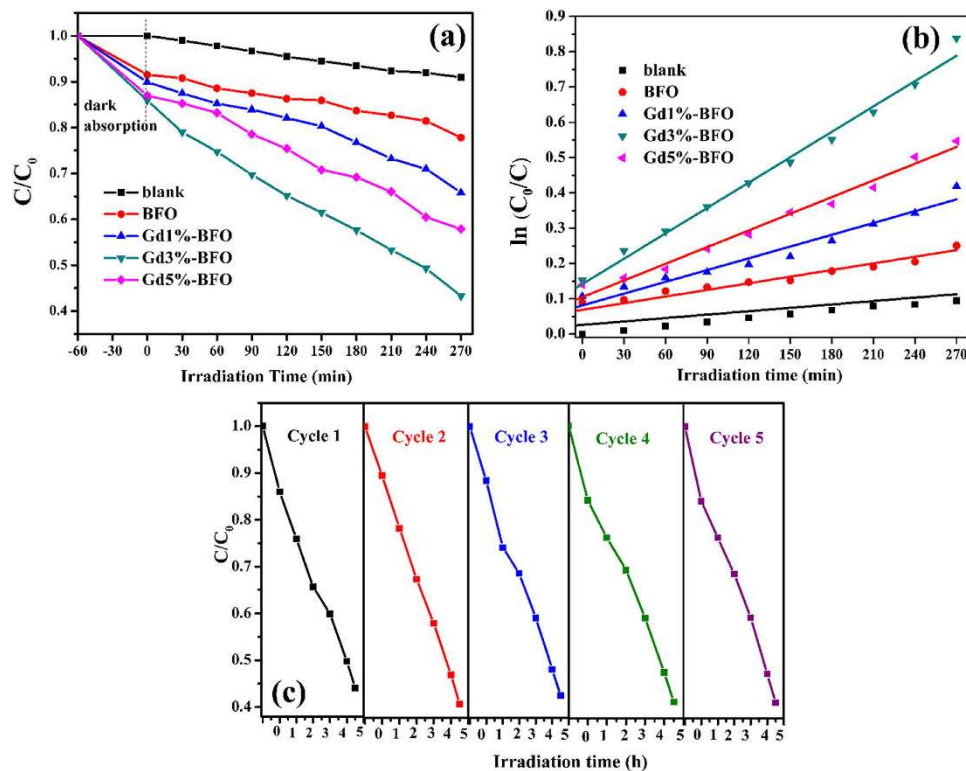 (a)
1.0
0.9
0.8
0.7
0.6
0.5
0.4
C/C0
dark
absorption
blank
BFO
Gd1%-BFO
Gd3%-BFO
Gd5%-BFO
-60 -30 0 30 60 90 120 150 180 210 240 270
Irradiation Time (min)
(b)
0.9
0.8
0.7
0.6
0.5
0.4
0.3
0.2
0.1
0.0
ln (C0/C)
blank
BFO
Gd1%-BFO
Gd3%-BFO
Gd5%-BFO
0 30 60 90 120 150 180 210 240 270
Irradiation time (min)
Cycle 1 Cycle 2 Cycle 3 Cycle 4 Cycle 5
1.0
0.9
0.8
0.7
0.6
0.5
0.4
C/C0
(c)
0 1 2 3 4 5 0 1 2 3 4 5 0 1 2 3 4 5 0 1 2 3 4 5 0 1 2 3 4 5
Irradiation time (h)